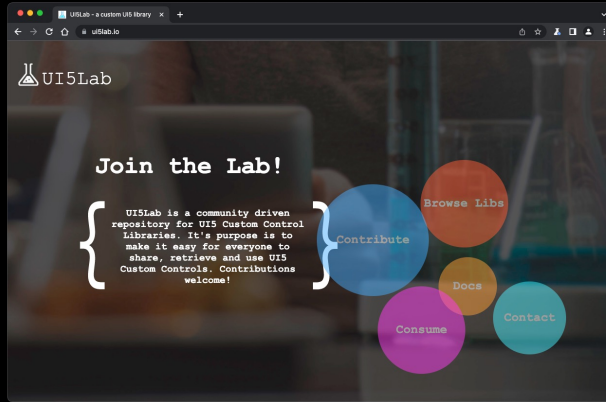 UI5Lab - a custom UI5 library
ui5lab.io
UI5Lab
Join the Lab!
{ UI5Lab is a community driven
repository for UI5 Custom Control
Libraries. It's purpose is to
make it easy for everyone to
share, retrieve and use UI5
Custom Controls. Contributions
welcome! }
Browse Libs
Contribute
Docs
Contact
Consume